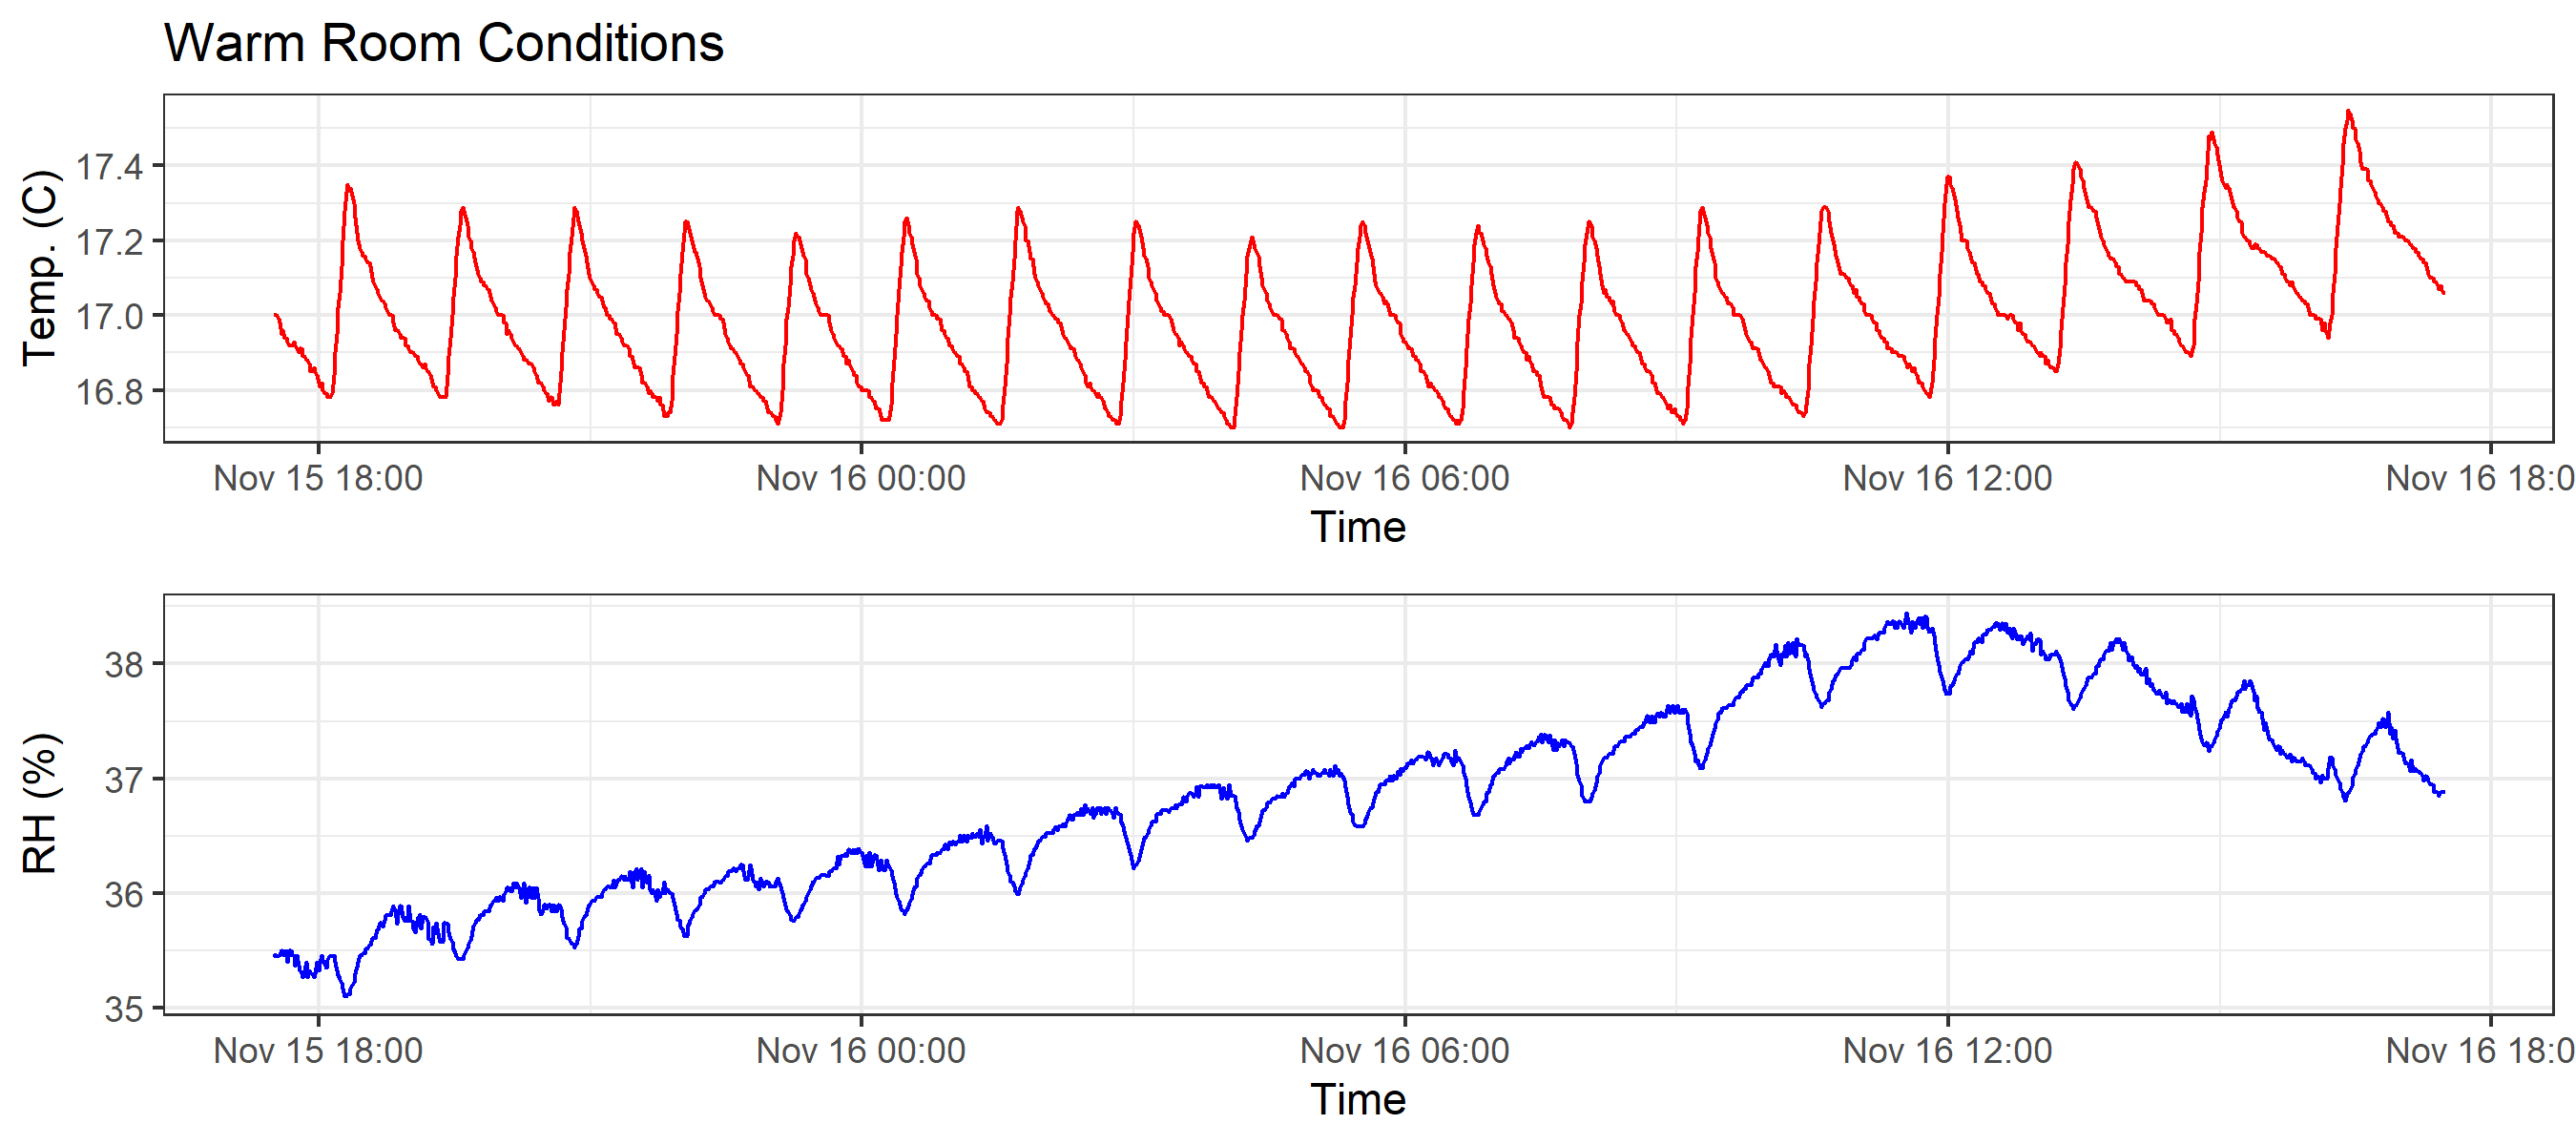 Warm Room Conditions
Temp. (C)
17.4
17.2
17.0
16.8
Nov 15 18:00 Nov 16 00:00 Nov 16 06:00 Nov 16 12:00 Nov 16 18:0
Time
RH (%)
38
37
36
35
Nov 15 18:00 Nov 16 00:00 Nov 16 06:00 Nov 16 12:00 Nov 16 18:0
Time